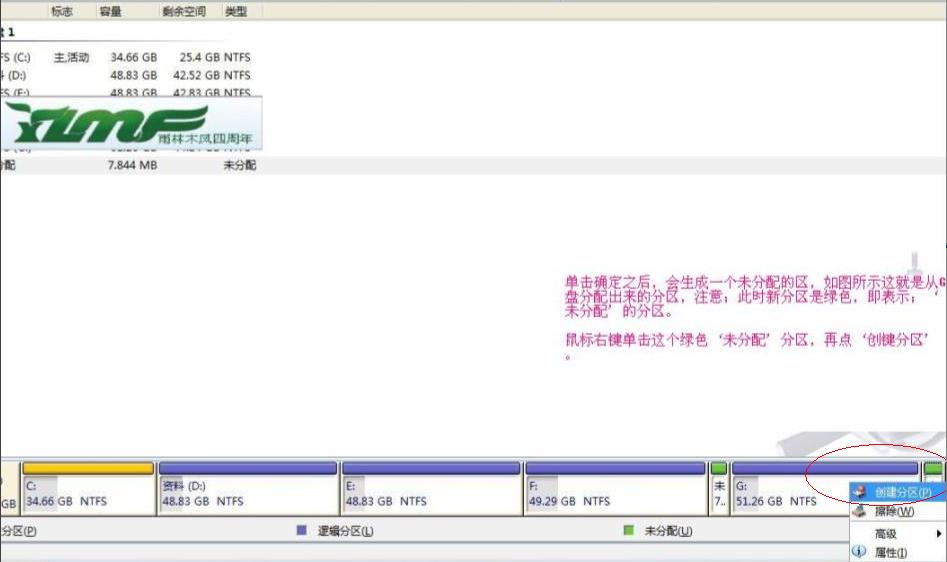 标志 容量 剩余空间 类型
1
FS (C:) 主,活动 34.66 GB 25.4 GB NTFS
(D:) 48.83 GB 42.52 GB NTFS
FS (E:) 48.83 GB 42.83 GB NTFS
YLMF 雨林木风四周年
分配 7.844 MB 未分配
单击确定之后，会生成一个未分配的区，如图所示这就是从G
盘分配出来的分区，注意；此时新分区是绿色，即表示；‘
未分配’的分区。
鼠标右键单击这个绿色‘未分配’分区，再点‘创键分区’
。
C: 资料 (D:) E: F: 未 G:
GB 34.66 GB NTFS 48.83 GB NTFS 48.83 GB NTFS 49.29 GB NTFS 7.. 51.26 GB NTFS
创建分区(P)
擦除(W)
高级
属性(I)
分区(P) 逻辑分区(L) 未分配(U)